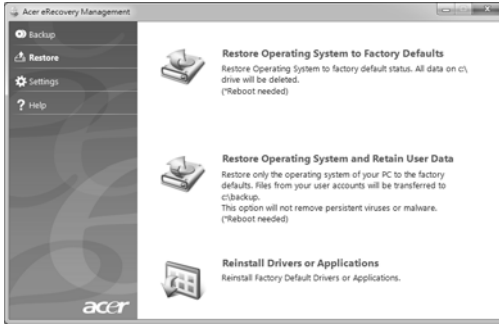 Acer eRecovery Management
Backup
Restore
Settings
Help
Restore Operating System to Factory Defaults
Restore Operating System to factory default status. All data on c:\
drive will be deleted.
(*Reboot needed)
Restore Operating System and Retain User Data
Restore only the operating system of your PC to the factory
defaults. Files from your user accounts will be transferred to
c:\backup.
This option will not remove persistent viruses or malware.
(*Reboot needed)
Reinstall Drivers or Applications
Reinstall Factory Default Drivers or Applications.
acer